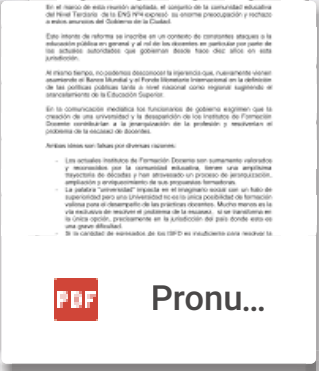 En el marco de esta reunión ampliada, el conjunto de la comunidad educativa
del Nivel Terciario de la ENS Nº4 expresó su enorme preocupación y rechazo
a estos anuncios del Gobierno de la Ciudad.
Este intento de reforma se inscribe en un contexto de constantes ataques a la
educación pública en general y al rol de los docentes en particular por parte de
las actuales autoridades que gobiernan desde hace diez años en esta
jurisdicción.
Al mismo tiempo, no podemos desconocer la injerencia que, nuevamente vienen
asumiendo el Banco Mundial y el Fondo Monetario Internacional en la definición
de las políticas públicas tanto a nivel nacional como regional sugiriendo el
arancelamiento de la Educación Superior.
En la comunicación mediática los funcionarios de gobierno esgrimen que la
creación de una universidad y la desaparición de los Institutos de Formación
Docente contribuirían a la jerarquización de la profesión y resolverían el
problema de la escasez de docentes.
Ambas ideas son falsas por diversas razones:
- Los actuales Institutos de Formación Docente son sumamente valorados
y reconocidos por la comunidad educativa, tienen una amplísima
trayectoria de décadas y han atravesado un proceso de jerarquización,
ampliación y enriquecimiento de sus propuestas formadoras.
- La palabra "universidad" impacta en el imaginario social con un halo de
superioridad pero una Universidad no es la única posibilidad de formación
valiosa para el desempeño de las prácticas docentes. Mucho menos es la
vía exclusiva de resolver el problema de la escasez, si se transforma en
la única opción, precisamente en la jurisdicción del país donde esto es
una grave dificultad.
- Si la cantidad de egresados de los ISFD es insuficiente para resolver la
PDF
Pronu...